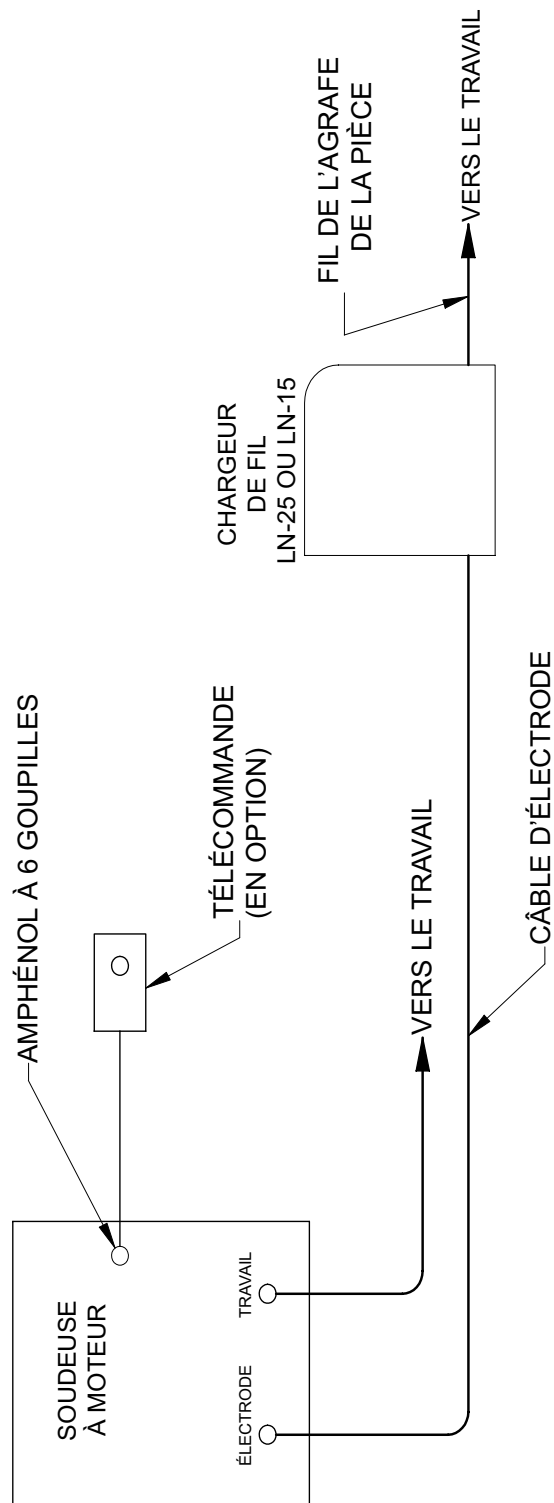 AMPHÉNOL À 6 GOUPILLES
SOUDEUSE
À MOTEUR
TÉLÉCOMMANDE
(EN OPTION)
CHARGEUR
DE FIL
LN-25 OU LN-15
FIL DE L'AGRAFE
DE LA PIÈCE
ÉLECTRODE
TRAVAIL
VERS LE TRAVAIL
VERS LE TRAVAIL
CÂBLE D'ÉLECTRODE